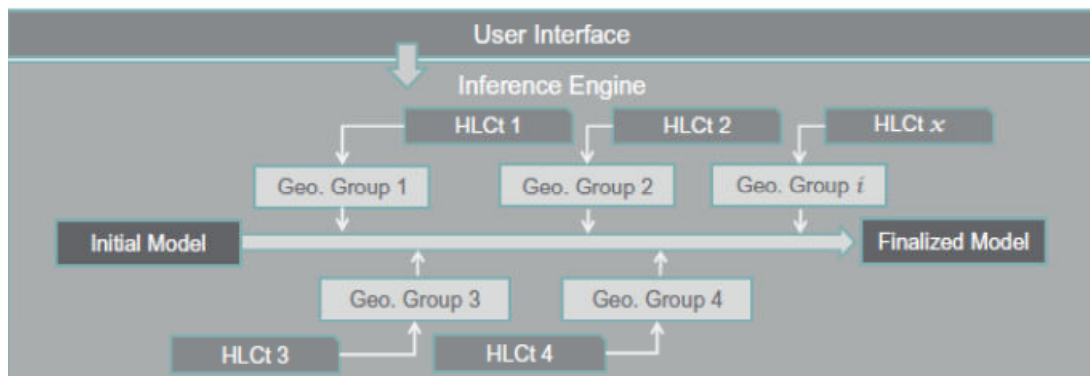 User Interface
Inference Engine
HLCt 1
HLCt 2
HLCt x
Geo. Group 1
Geo. Group 2
Geo. Group i
Initial Model
Finalized Model
Geo. Group 3
Geo. Group 4
HLCt 3
HLCt 4